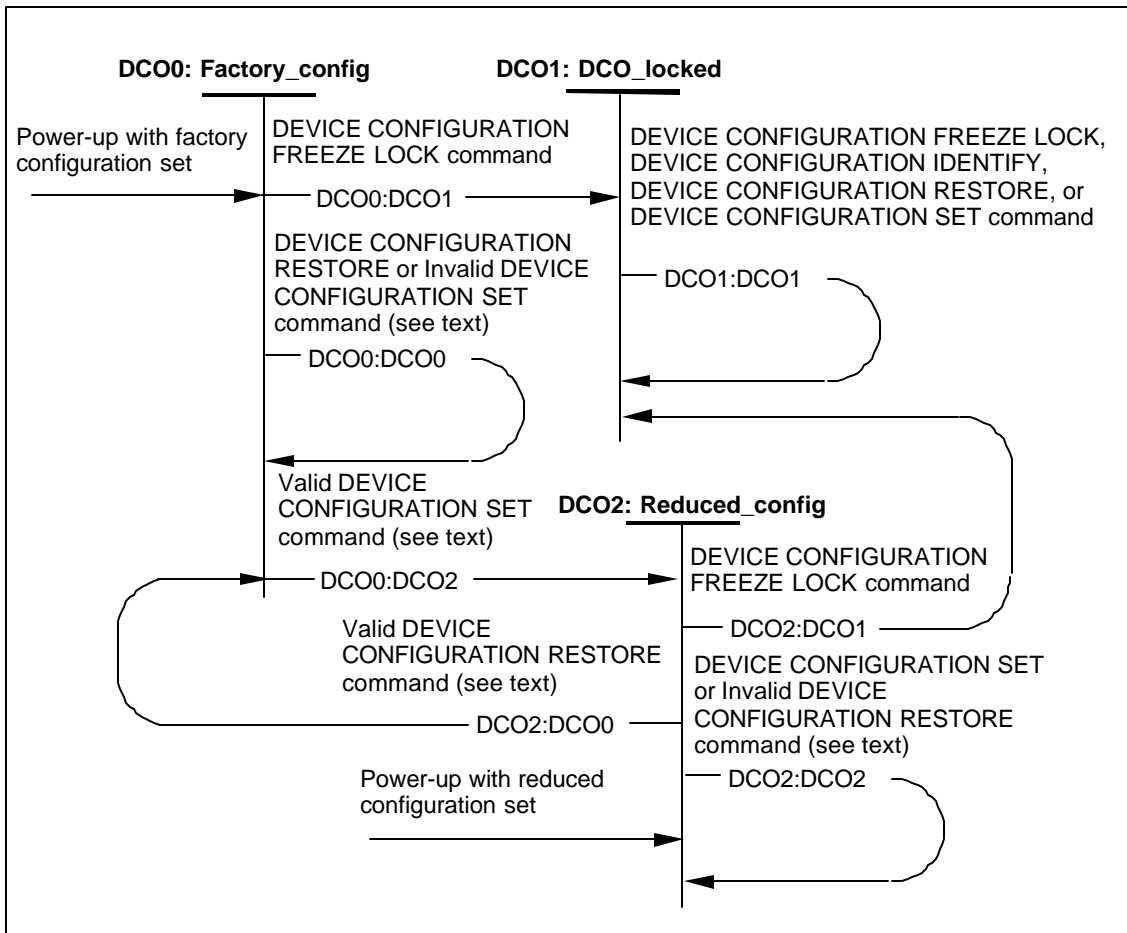 DCO0: Factory_config
DCO1: DCO_locked
Power-up with factory
configuration set
DEVICE CONFIGURATION
FREEZE LOCK command
DCO0:DCO1
DEVICE CONFIGURATION FREEZE LOCK,
DEVICE CONFIGURATION IDENTIFY,
DEVICE CONFIGURATION RESTORE, or
DEVICE CONFIGURATION SET command
DCO1:DCO1
DEVICE CONFIGURATION
RESTORE or Invalid DEVICE
CONFIGURATION SET
command (see text)
DCO0:DCO0
Valid DEVICE
CONFIGURATION SET
command (see text)
DCO0:DCO2
DCO2: Reduced_config
DEVICE CONFIGURATION
FREEZE LOCK command
DCO2:DCO1
Valid DEVICE
CONFIGURATION RESTORE
command (see text)
DCO2:DCO0
DEVICE CONFIGURATION SET
or Invalid DEVICE
CONFIGURATION RESTORE
command (see text)
DCO2:DCO2
Power-up with reduced
configuration set